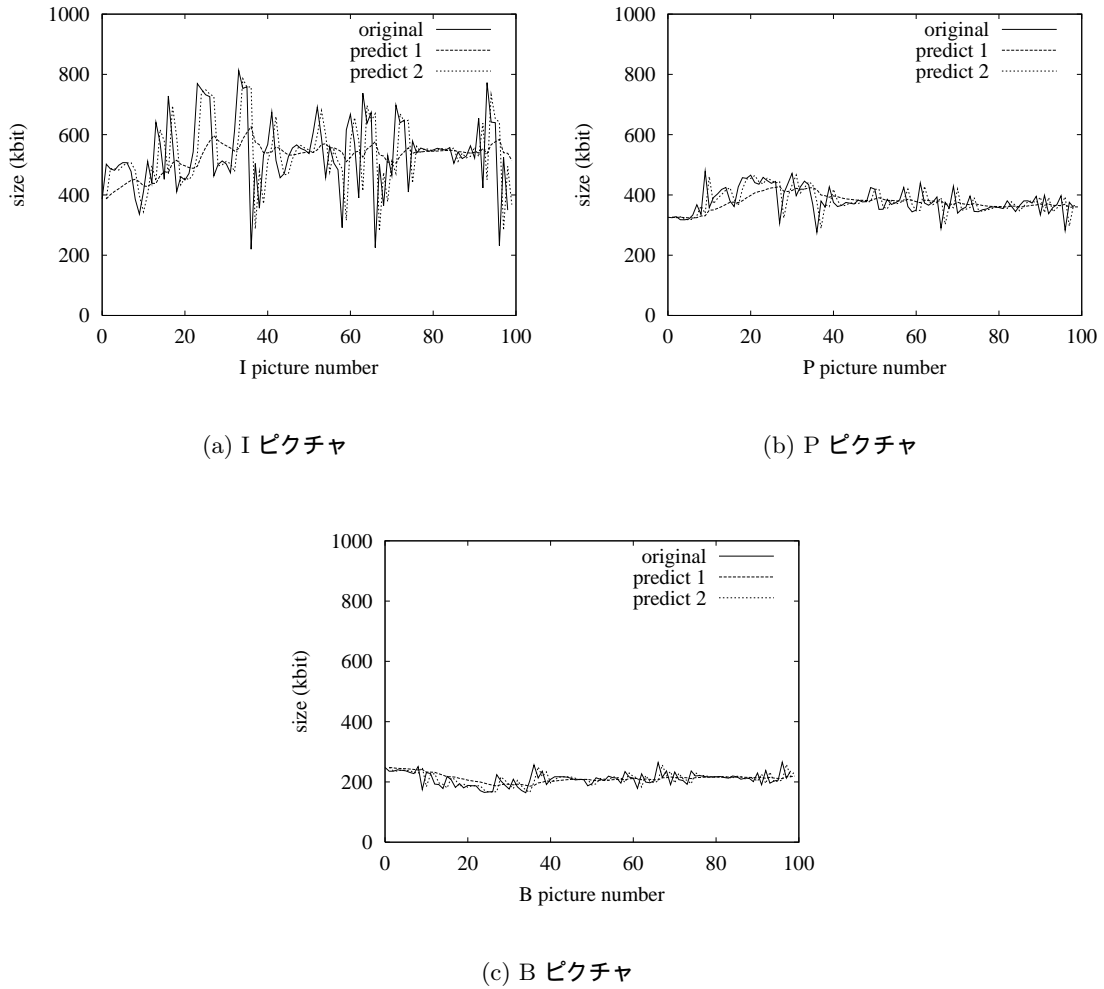 1000
800
600
400
200
0
size (kbit)
original
predict 1
predict 2
0 20 40 60 80 100
I picture number
(a) I ピクチャ
1000
800
600
400
200
0
size (kbit)
original
predict 1
predict 2
0 20 40 60 80 100
P picture number
(b) P ピクチャ
1000
800
600
400
200
0
size (kbit)
original
predict 1
predict 2
0 20 40 60 80 100
B picture number
(c) B ピクチャ